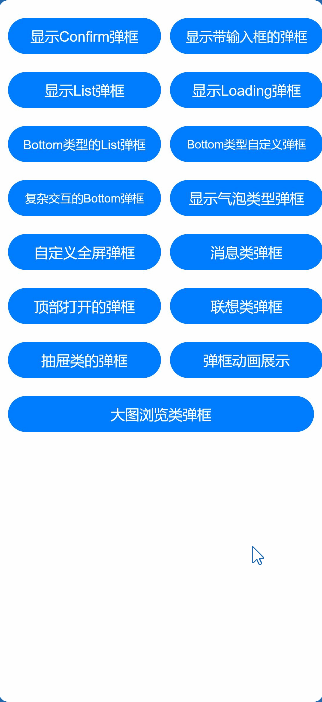 显示Confirm弹框
显示带输入框的弹框
显示List弹框
显示Loading弹框
Bottom类型的List弹框
Bottom类型自定义弹框
复杂交互的Bottom弹框
显示气泡类型弹框
自定义全屏弹框
消息类弹框
顶部打开的弹框
联想类弹框
抽屉类的弹框
弹框动画展示
大图浏览类弹框